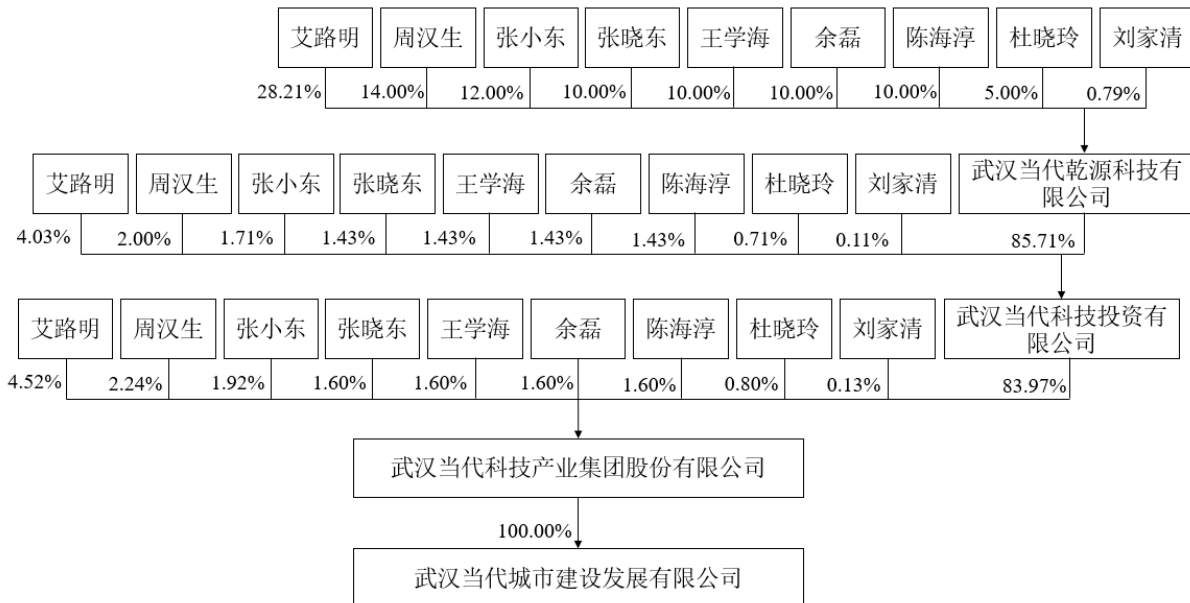 艾路明 周汉生 张小东 张晓东 王学海 余磊 陈海淳 杜晓玲 刘家清
28.21% 14.00% 12.00% 10.00% 10.00% 10.00% 10.00% 5.00% 0.79%
艾路明 周汉生 张小东 张晓东 王学海 余磊 陈海淳 杜晓玲 刘家清 武汉当代乾源科技有
限公司
4.03% 2.00% 1.71% 1.43% 1.43% 1.43% 1.43% 0.71% 0.11% 85.71%
艾路明 周汉生 张小东 张晓东 王学海 余磊 陈海淳 杜晓玲 刘家清 武汉当代科技投资有
限公司
4.52% 2.24% 1.92% 1.60% 1.60% 1.60% 1.60% 0.80% 0.13% 83.97%
武汉当代科技产业集团股份有限公司
100.00%
武汉当代城市建设发展有限公司